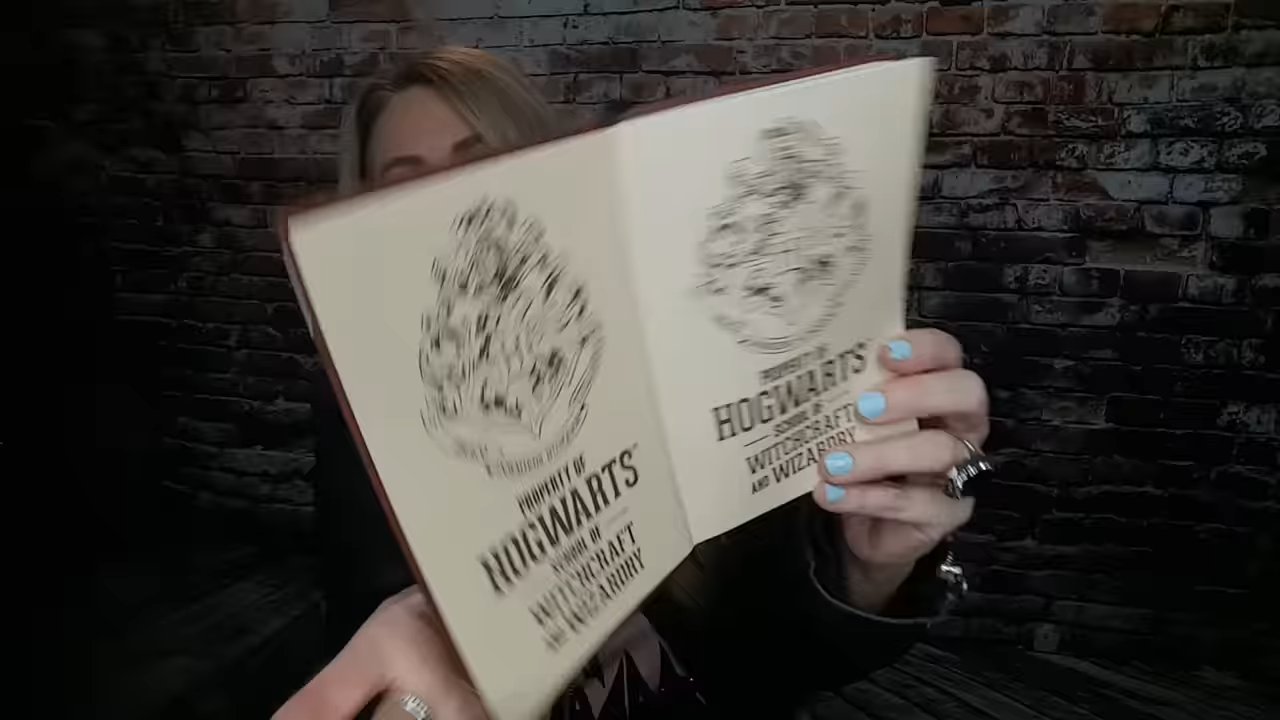 PROPERTY OF
HOGWARTS
SCHOOL OF
WITCHCRAFT
AND WIZARDRY
PROPERTY OF
HOGWARTS
SCHOOL OF
WITCHCRAFT
AND WIZARDRY